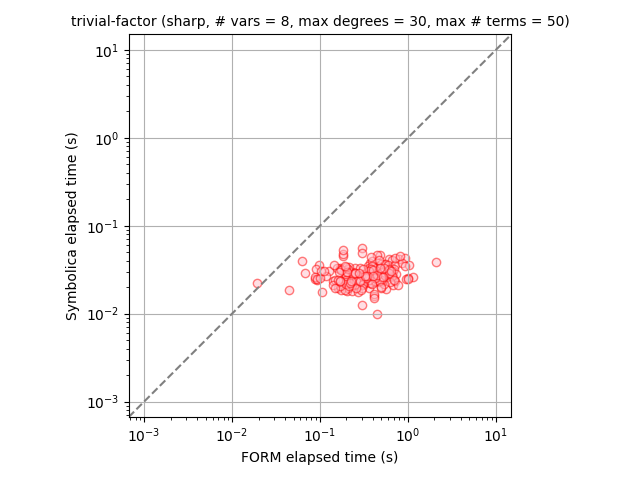 trivial-factor (sharp, # vars = 8, max degrees = 30, max # terms = 50)
Symbolica elapsed time (s)
10¹
10⁰
10⁻¹
10⁻²
10⁻³
10⁻³ 10⁻² 10⁻¹ 10⁰ 10¹
FORM elapsed time (s)